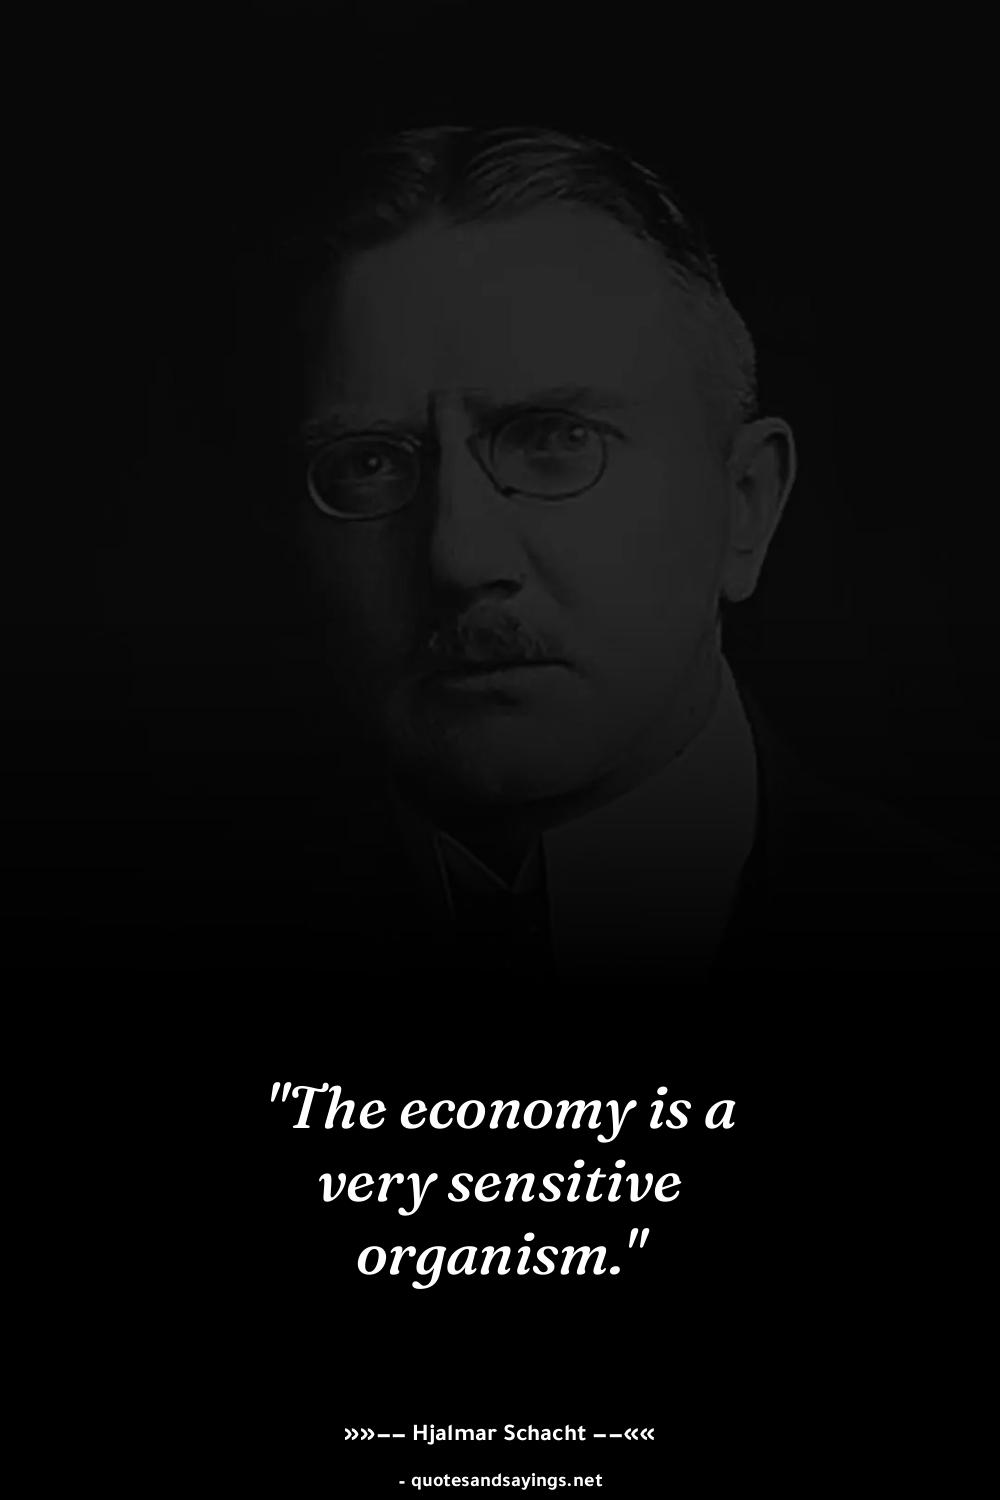 "The economy is a
very sensitive
organism."
»»–– Hjalmar Schacht ––««
- quotesandsayings.net